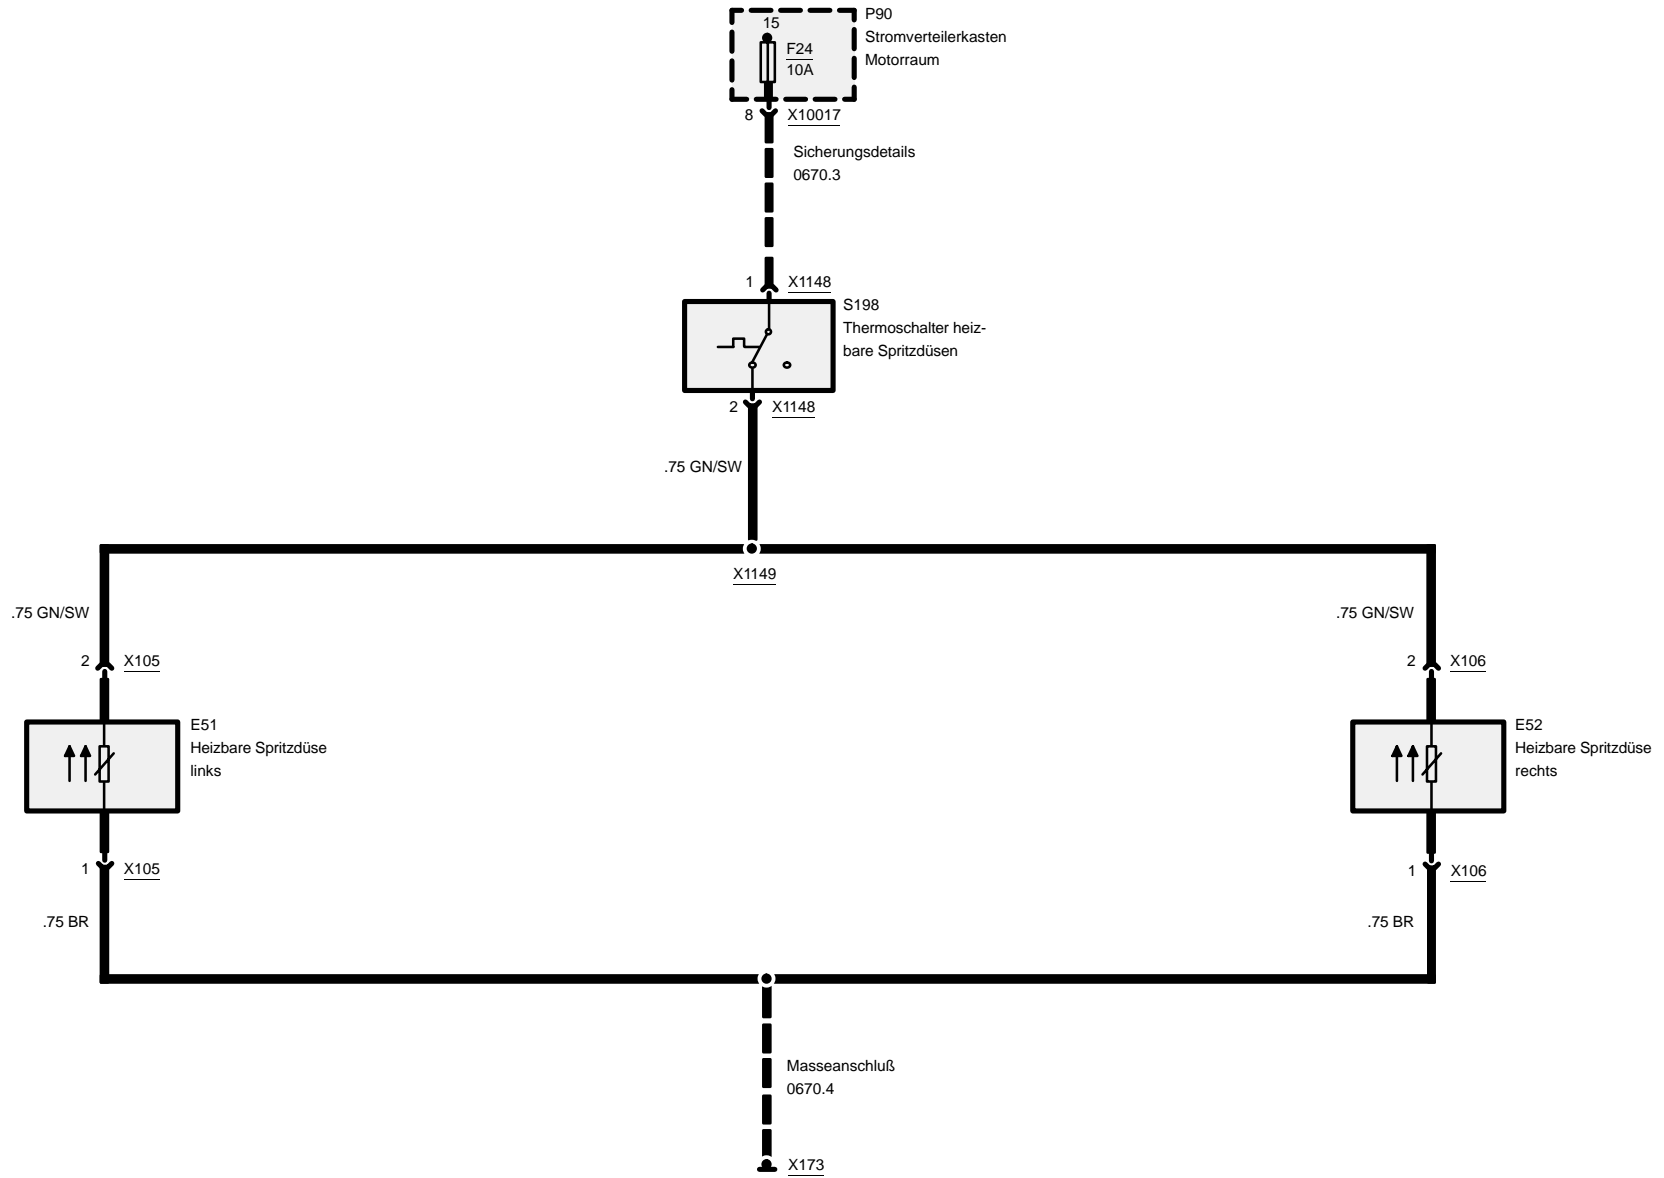 P90
15
Stromverteilerkasten
F24
Motorraum
10A
8 X10017
Sicherungsdetails
0670.3
1 X1148
S198
Thermoschalter heiz-
bare Spritzdüsen
2 X1148
.75 GN/SW
X1149
.75 GN/SW
.75 GN/SW
2 X105
2 X106
E51
Heizbare Spritzdüse
links
E52
Heizbare Spritzdüse
rechts
1 X105
1 X106
.75 BR
.75 BR
Masseanschluß
0670.4
X173